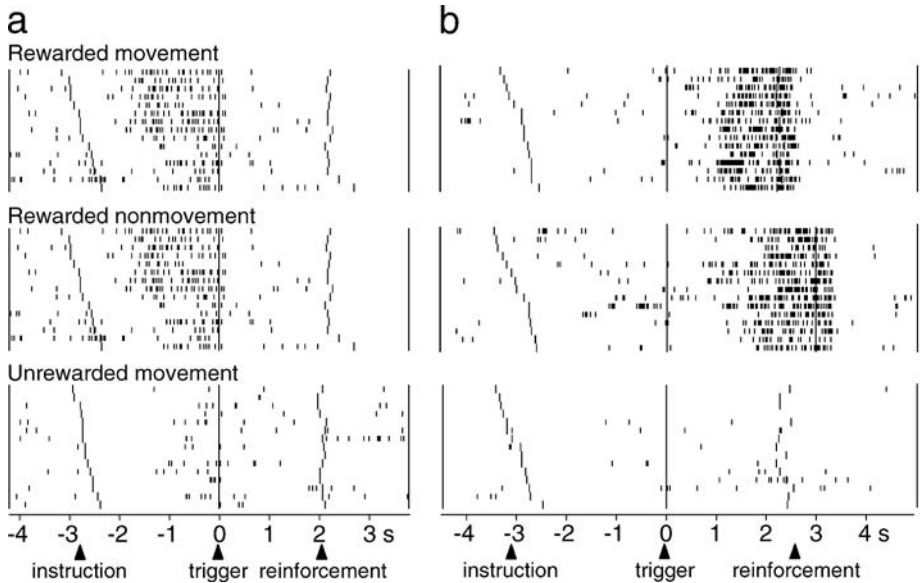 a
b
Rewarded movement
Rewarded nonmovement
Unrewarded movement
-4 -3 -2 -1 0 1 2 3 s
-4 -3 -2 -1 0 1 2 3 4 s
instruction trigger reinforcement
instruction trigger reinforcement